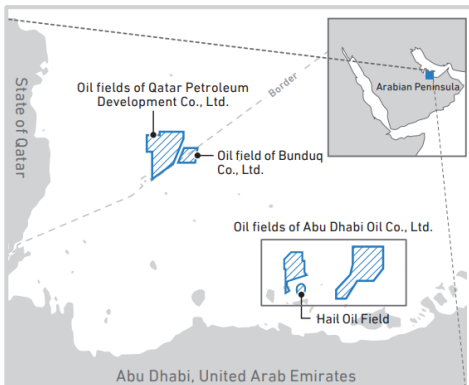 Oil fields of Qatar Petroleum
Development Co., Ltd.
Border
Arabian Peninsula
State of Qatar
Oil field of Bunduq
Co., Ltd.
Oil fields of Abu Dhabi Oil Co., Ltd.
Hail Oil Field
Abu Dhabi, United Arab Emirates